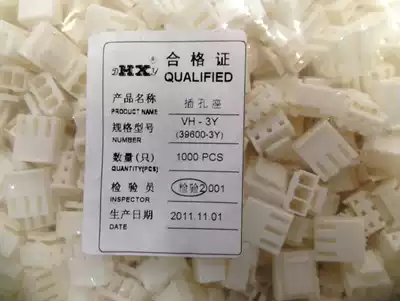 HX 合格证
QUALIFIED
产品名称 插孔座
PRODUCT NAME
规格型号 VH - 3Y
NUMBER (39600-3Y)
数量(只) 1000 PCS
QUANTITY(PCS)
检验员 检验2001
INSPECTOR
生产日期 2011.11.01
DATE